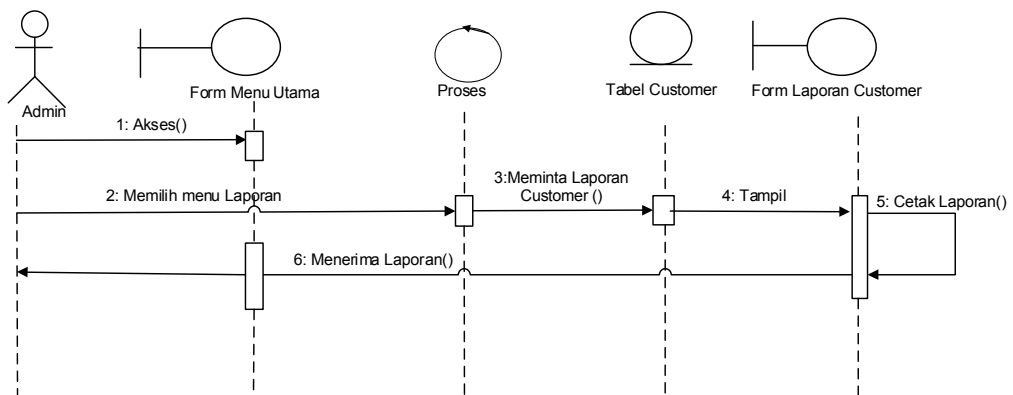 Admin
Form Menu Utama
Proses
Tabel Customer
Form Laporan Customer
1: Akses()
2: Memilih menu Laporan
3:Meminta Laporan
Customer ()
4: Tampil
5: Cetak Laporan()
6: Menerima Laporan()